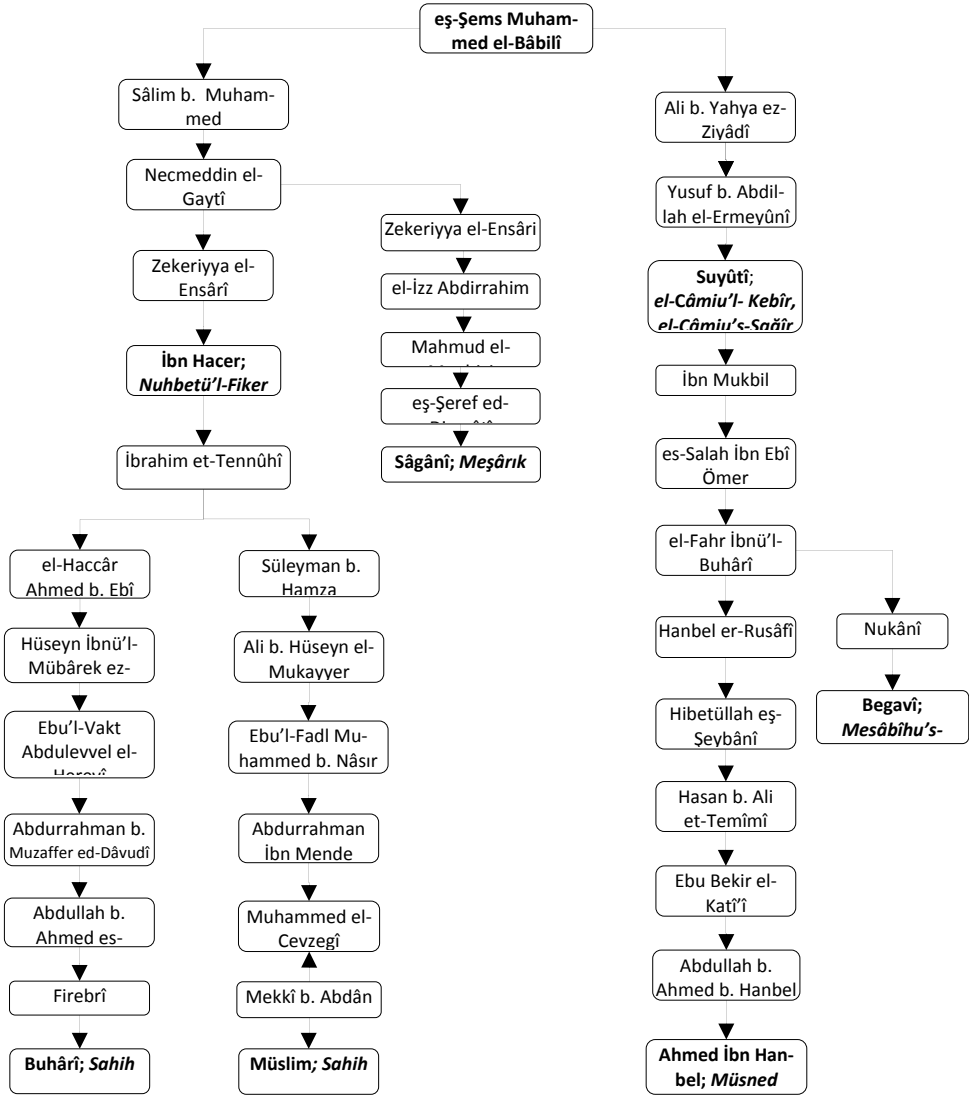 eş-Şems Muham-
med el-Bâbilî
Sâlim b. Muham-
med
Necmeddin el-
Gaytî
Zekeriyya el-
Ensârî
İbn Hacer;
Nuhbetü’l-Fiker
İbrahim et-Tennûhî
Zekeriyya el-Ensâri
el-İzz Abdirrahim
Mahmud el-
eş-Şeref ed-
Sâgânî; Meşârık
el-Haccâr
Ahmed b. Ebî
Hüseyn İbnü’l-
Mübârek ez-
Ebu’l-Vakt
Abdulevvel el-
Herevî
Abdurrahman b.
Muzaffer ed-Dâvudî
Abdullah b.
Ahmed es-
Firebrî
Buhârî; Sahih
Süleyman b.
Hamza
Ali b. Hüseyn el-
Mukayyer
Ebu’l-Fadl Mu-
hammed b. Nâsır
Abdurrahman
İbn Mende
Muhammed el-
Cevzegî
Mekkî b. Abdân
Müslim; Sahih
Ali b. Yahya ez-
Ziyâdî
Yusuf b. Abdil-
lah el-Ermeyûnî
Suyûtî;
el-Câmiu’l- Kebîr,
el-Câmiu’s-Sağîr
İbn Mukbil
es-Salah İbn Ebî
Ömer
el-Fahr İbnü’l-
Buhârî
Hanbel er-Rusâfî
Hibetüllah eş-
Şeybânî
Hasan b. Ali
et-Temîmî
Ebu Bekir el-
Katî’î
Abdullah b.
Ahmed b. Hanbel
Ahmed İbn Han-
bel; Müsned
Nukânî
Begavî;
Mesâbîhu’s-